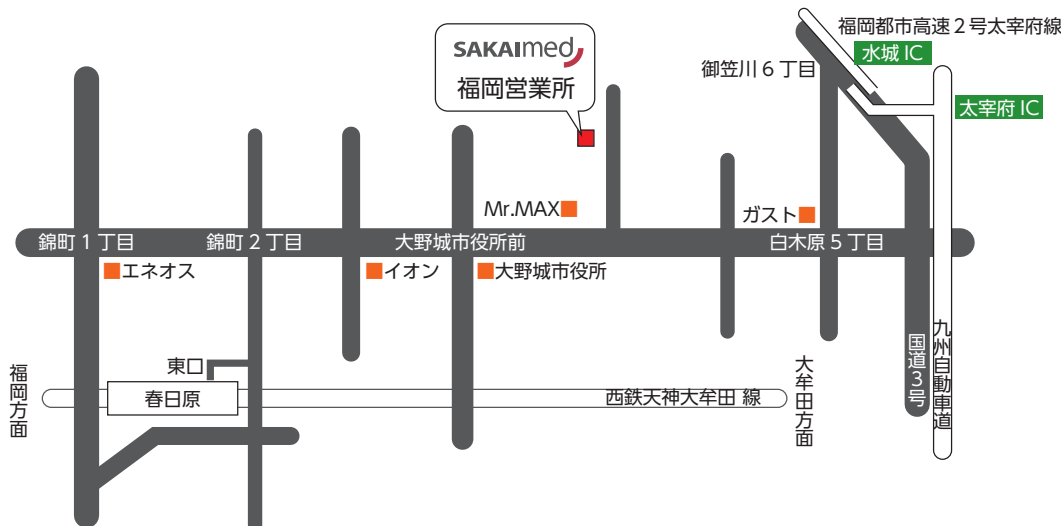 福岡都市高速2号太宰府線
SAKAImed
福岡営業所
水城 IC
御笠川6丁目
太宰府 IC
Mr.MAX
ガスト
錦町1丁目
錦町2丁目
大野城市役所前
白木原5丁目
エネオス
イオン
大野城市役所
国道3号
九州自動車道
東口
福岡方面
春日原
西鉄天神大牟田 線
大牟田方面